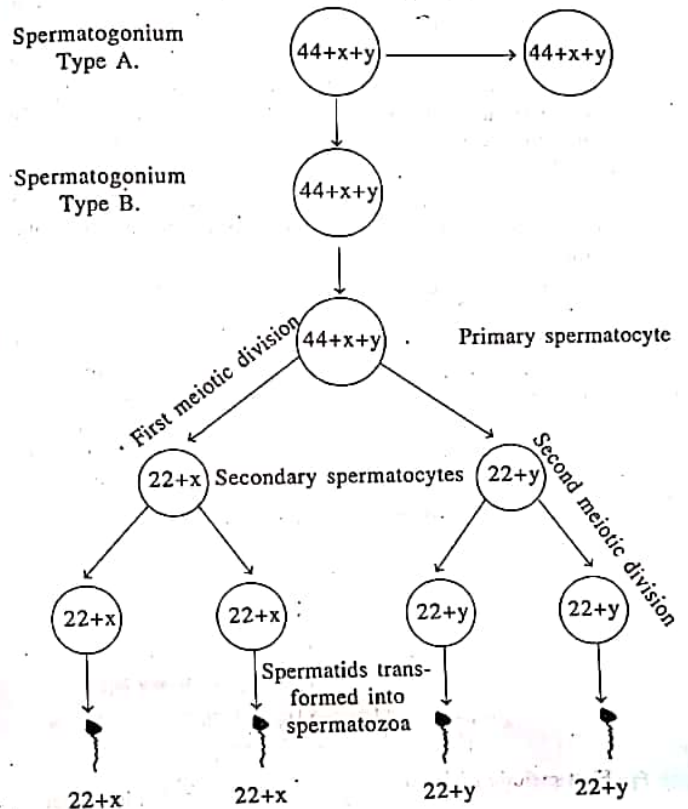 Spermatogonium
Type A.
44+x+y
44+x+y
Spermatogonium
Type B.
44+x+y
First meiotic division
44+x+y
Primary spermatocyte
22+x
Secondary spermatocytes
22+y
Second meiotic division
22+x
22+x
22+y
22+y
Spermatids trans-
formed into
spermatozoa
22+x
22+x
22+y
22+y